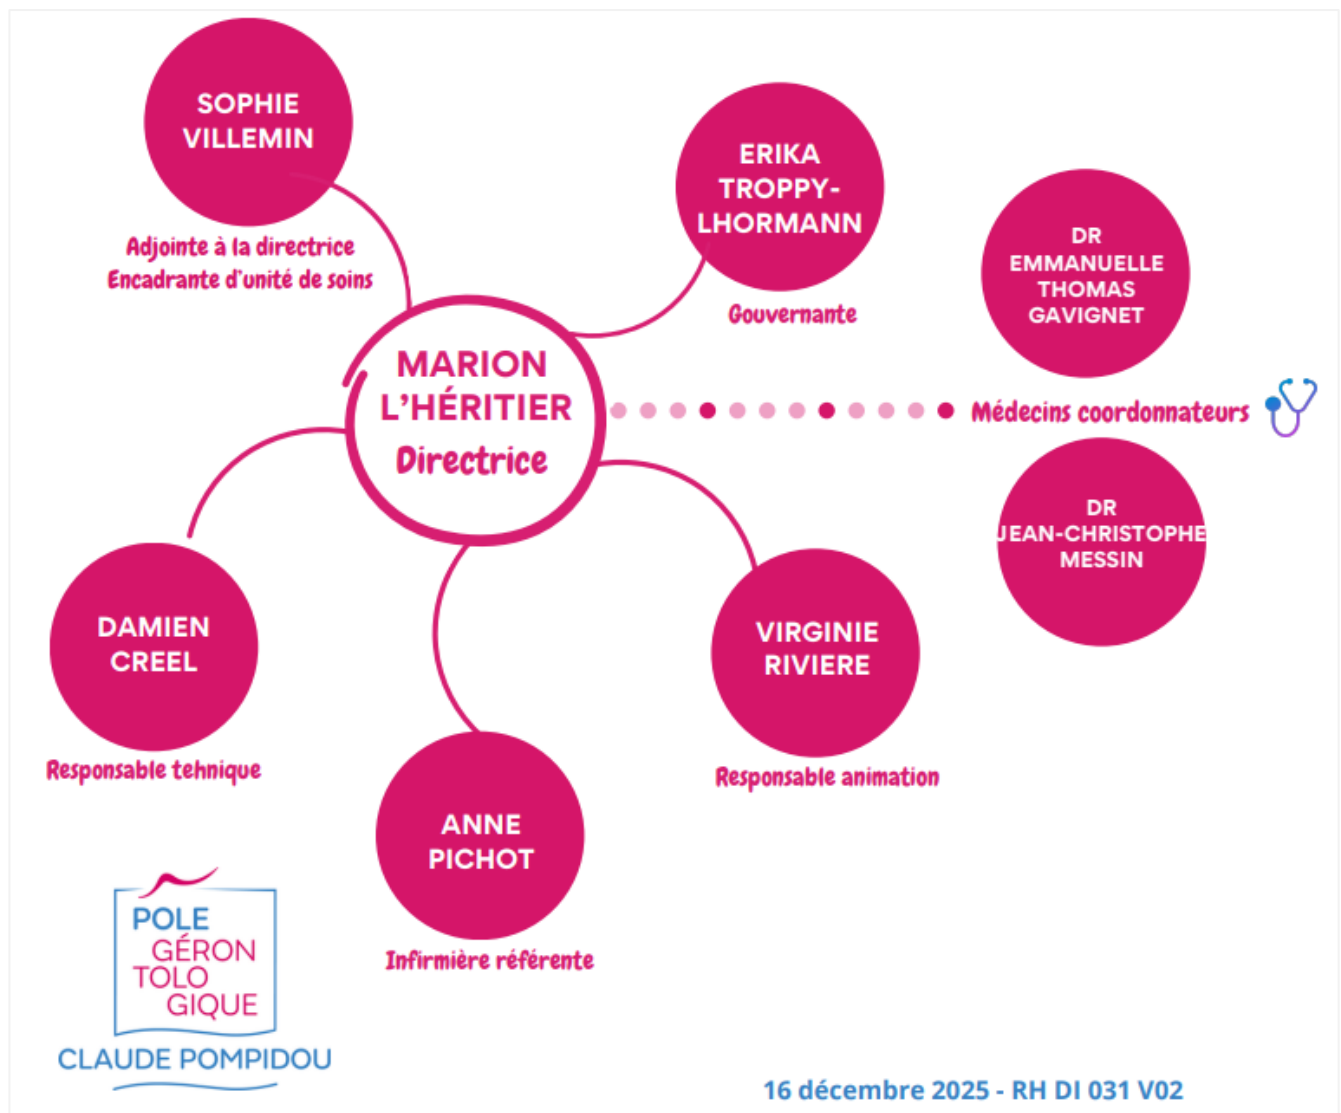 SOPHIE
VILLEMIN
Adjointe à la directrice
Encadrante d'unité de soins
ERIKA
TROPPY-
LHORMANN
Gouvernante
DR
EMMANUELLE
THOMAS
GAVIGNET
MARION
L'HÉRITIER
Directrice
Médecins coordonnateurs
DR
JEAN-CHRISTOPHE
MESSIN
DAMIEN
CREEL
Responsable tehnique
VIRGINIE
RIVIERE
Responsable animation
ANNE
PICHOT
Infirmière référente
POLE
GÉRON
TOLO
GIQUE
CLAUDE POMPIDOU
16 décembre 2025 - RH DI 031 V02